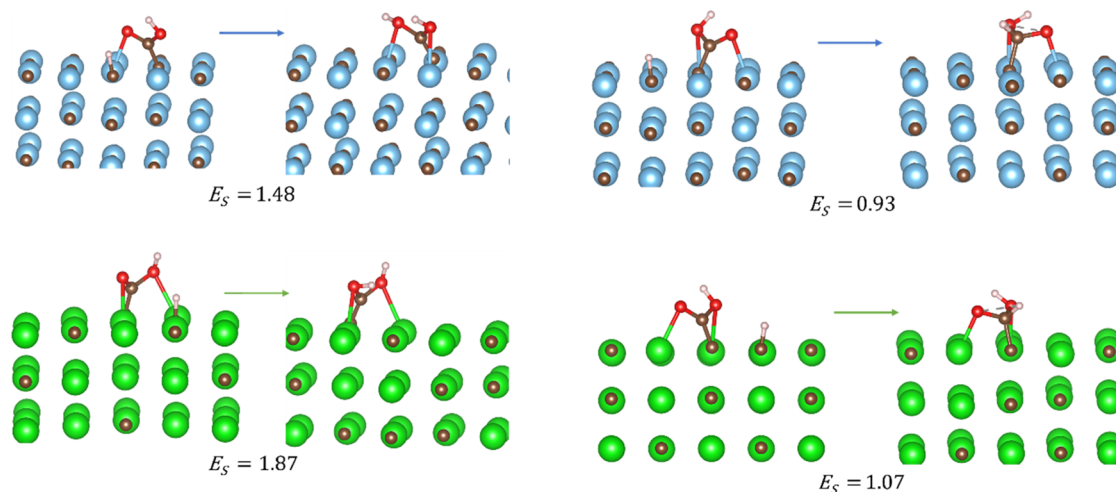 E_S = 1.48
E_S = 0.93
E_S = 1.87
E_S = 1.07